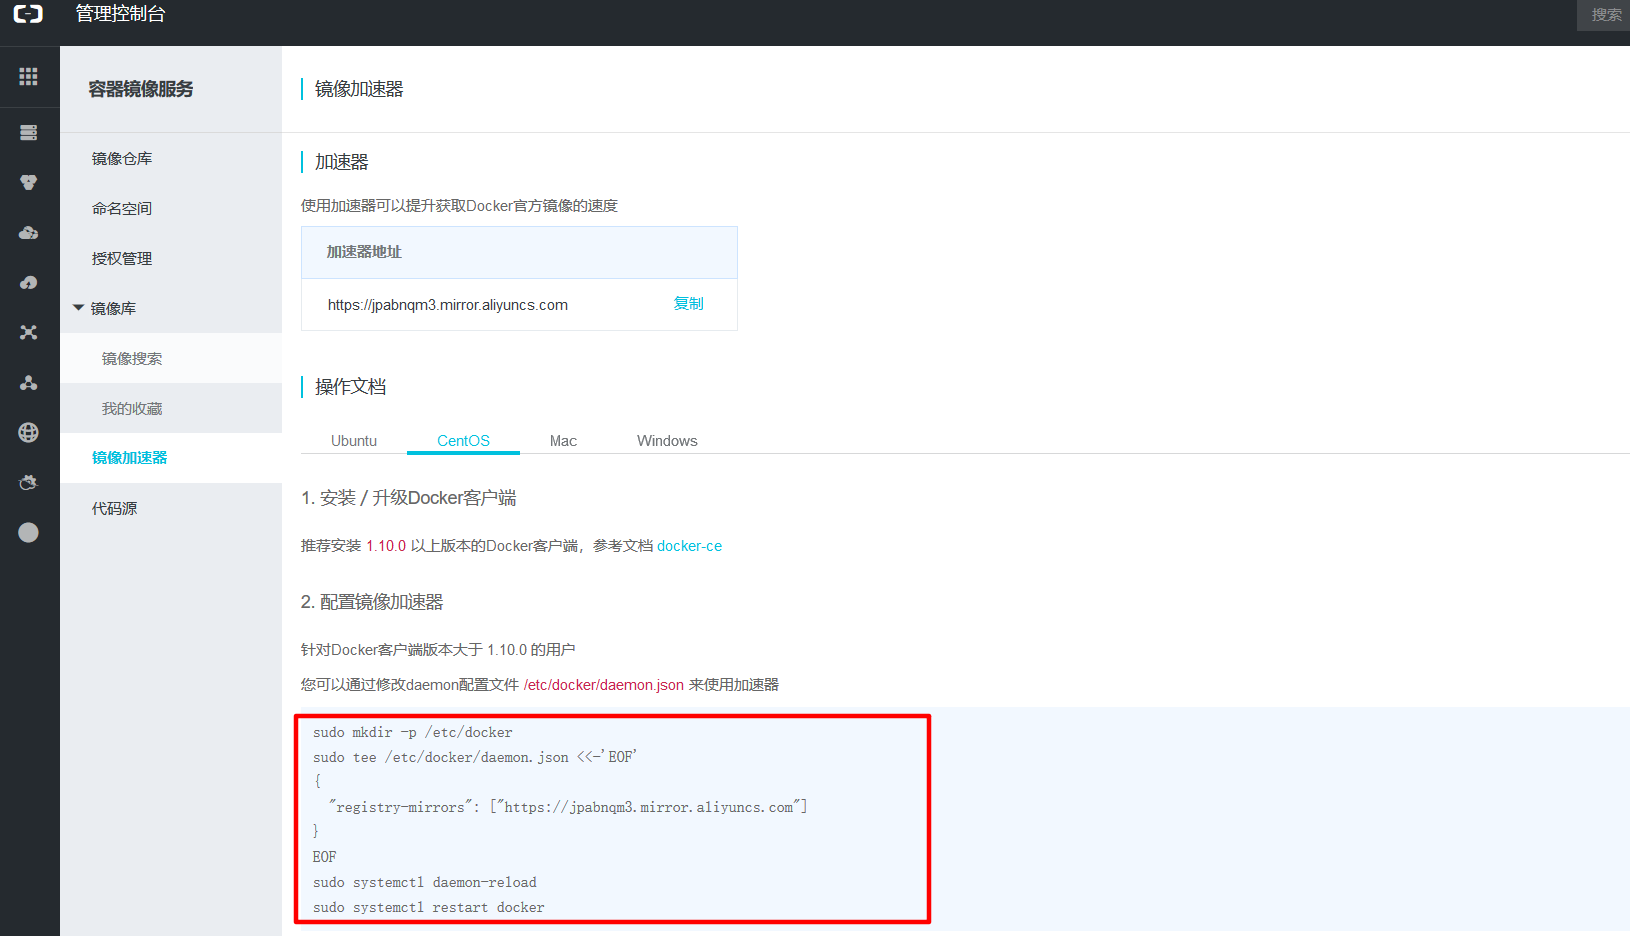 管理控制台
搜索
容器镜像服务
镜像仓库
命名空间
授权管理
镜像库
镜像搜索
我的收藏
镜像加速器
代码源
镜像加速器
加速器
使用加速器可以提升获取Docker官方镜像的速度
加速器地址
https://jpabnqm3.mirror.aliyuncs.com 复制
操作文档
Ubuntu CentOS Mac Windows
1. 安装 / 升级Docker客户端
推荐安装 1.10.0 以上版本的Docker客户端，参考文档 docker-ce
2. 配置镜像加速器
针对Docker客户端版本大于 1.10.0 的用户
您可以通过修改daemon配置文件 /etc/docker/daemon.json 来使用加速器
sudo mkdir -p /etc/docker
sudo tee /etc/docker/daemon.json <<-'EOF'
{
"registry-mirrors": ["https://jpabnqm3.mirror.aliyuncs.com"]
}
EOF
sudo systemctl daemon-reload
sudo systemctl restart docker